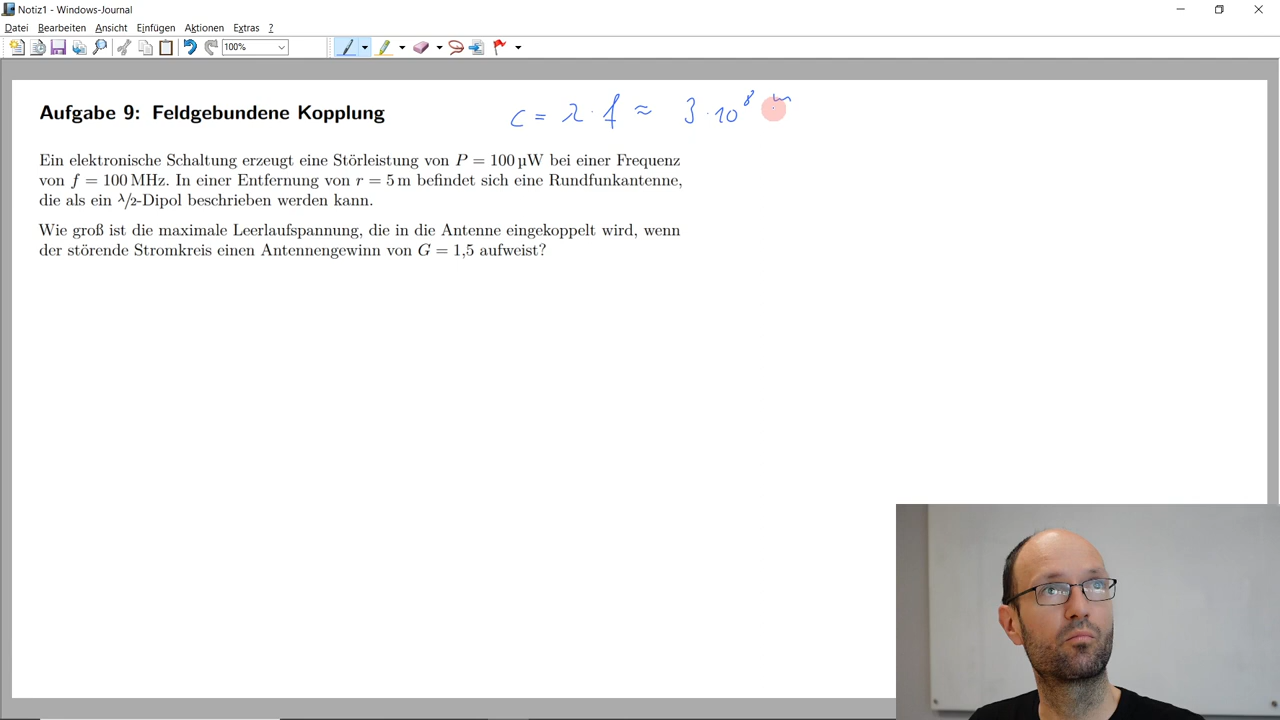 Notiz1 - Windows-Journal
Datei Bearbeiten Ansicht Einfügen Aktionen Extras ?
100%
Aufgabe 9: Feldgebundene Kopplung
c = λ · f ≈ 3 · 10⁸ m
Ein elektronische Schaltung erzeugt eine Störleistung von P = 100 µW bei einer Frequenz
von f = 100 MHz. In einer Entfernung von r = 5 m befindet sich eine Rundfunkantenne,
die als ein λ/2-Dipol beschrieben werden kann.
Wie groß ist die maximale Leerlaufspannung, die in die Antenne eingekoppelt wird, wenn
der störende Stromkreis einen Antennengewinn von G = 1,5 aufweist?